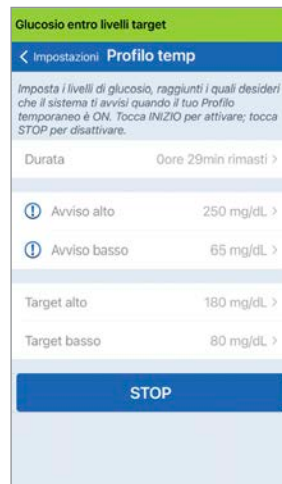 Glucosio entro livelli target
< Impostazioni Profilo temp
Imposta i livelli di glucosio, raggiunti i quali desideri
che il sistema ti avvisi quando il tuo Profilo
temporaneo è ON. Tocca INIZIO per attivare; tocca
STOP per disattivare.
Durata 0ore 29min rimasti >
Avviso alto 250 mg/dL >
Avviso basso 65 mg/dL >
Target alto 180 mg/dL >
Target basso 80 mg/dL >
STOP